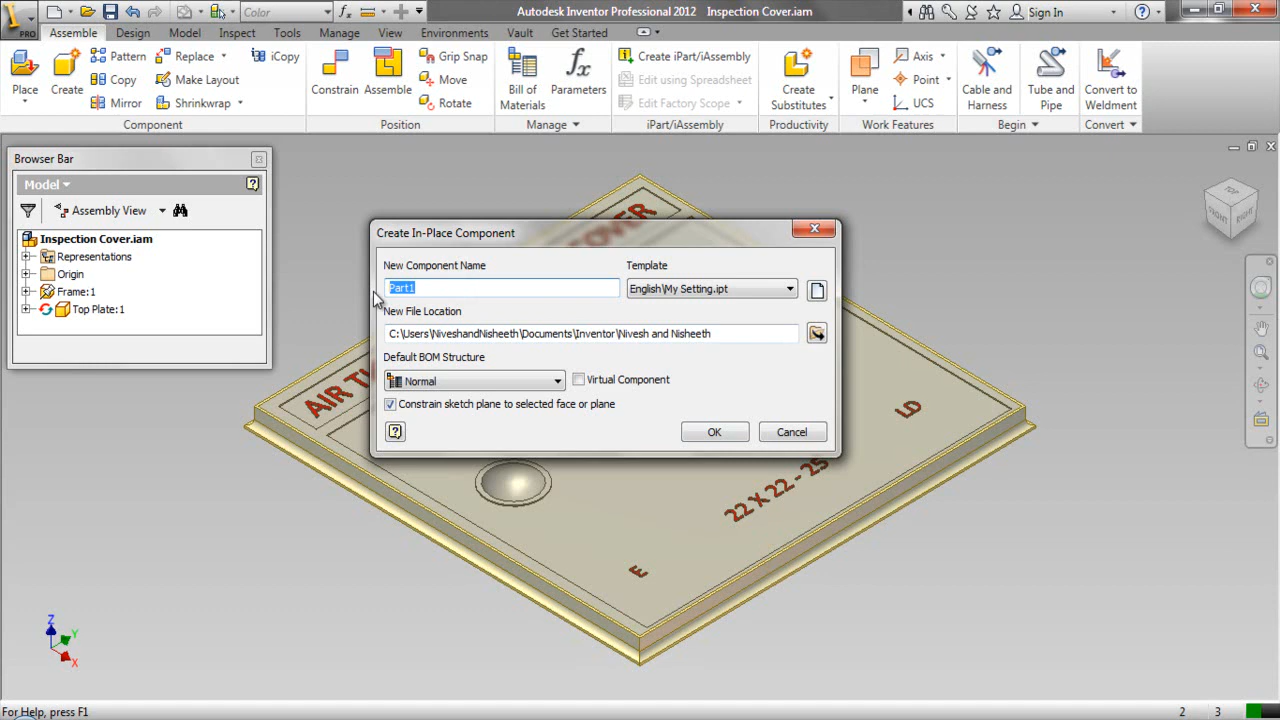 Color
Autodesk Inventor Professional 2012 Inspection Cover.iam
Sign In
PRO
Assemble Design Model Inspect Tools Manage View Environments Vault Get Started
Place
Create
Pattern
Copy
Mirror
Replace
Make Layout
Shrinkwrap
iCopy
Component
Constrain
Assemble
Grip Snap
Move
Rotate
Position
Bill of
Materials
Parameters
Manage
Create iPart/iAssembly
Edit using Spreadsheet
Edit Factory Scope
iPart/iAssembly
Create
Substitutes
Productivity
Plane
Axis
Point
UCS
Work Features
Cable and
Harness
Tube and
Pipe
Begin
Convert to
Weldment
Convert
Browser Bar
Model
Assembly View
Inspection Cover.iam
Representations
Origin
Frame:1
Top Plate:1
Create In-Place Component
New Component Name
Template
Part1
English\My Setting.ipt
New File Location
C:\Users\NiveshandNisheeth\Documents\Inventor\Nivesh and Nisheeth
Default BOM Structure
Normal
Virtual Component
Constrain sketch plane to selected face or plane
OK
Cancel
TOP
FRONT
RIGHT
OVER
AIR
LD
22 X 22 - 25
E
Z
Y
X
For Help, press F1
2 3